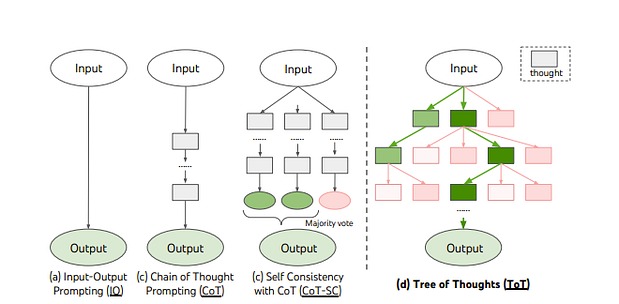 Input
Input
Input
Input
thought
......
......
......
......
......
......
Majority vote
Output
Output
Output
Output
(a) Input-Output
Prompting (IO)
(c) Chain of Thought
Prompting (CoT)
(c) Self Consistency
with CoT (CoT-SC)
(d) Tree of Thoughts (ToT)